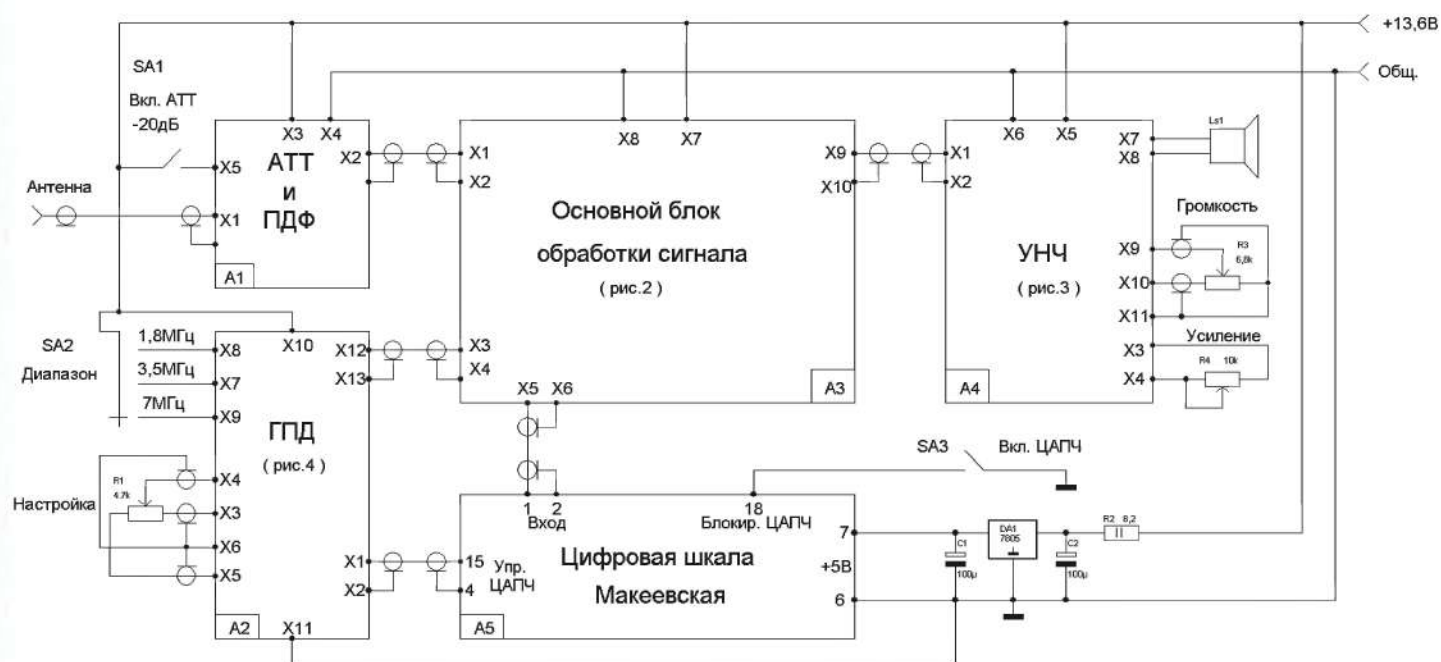 +13,6В
Общ.
SA1
Вкл. АТТ
-20дБ
Антенна
X3 X4
X5
X2
X1
АТТ
и
ПДФ
A1
X8 X7
X1
X2
X9
X10
Основной блок
обработки сигнала
( рис.2 )
X3
X4
X5 X6
A3
X6 X5
X1
X2
X7
X8
Ls1
УНЧ
( рис.3 )
Громкость
X9
R3
6,8k
X10
X11
Усиление
X3
X4
R4 10k
A4
SA2
Диапазон
1,8МГц
3,5МГц
7МГц
X8
X7
X9
X10
X12
X13
ГПД
( рис.4 )
Настройка
R1
4.7k
X4
X3
X6
X5
X1
X2
A2
X11
SA3 Вкл. ЦАПЧ
1 2
Вход
18
Блокир. ЦАПЧ
15
4
Упр.
ЦАПЧ
Цифровая шкала
Макеевская
7
+5В
6
A5
C1
100µ
DA1
7805
C2
100µ
R2 8,2